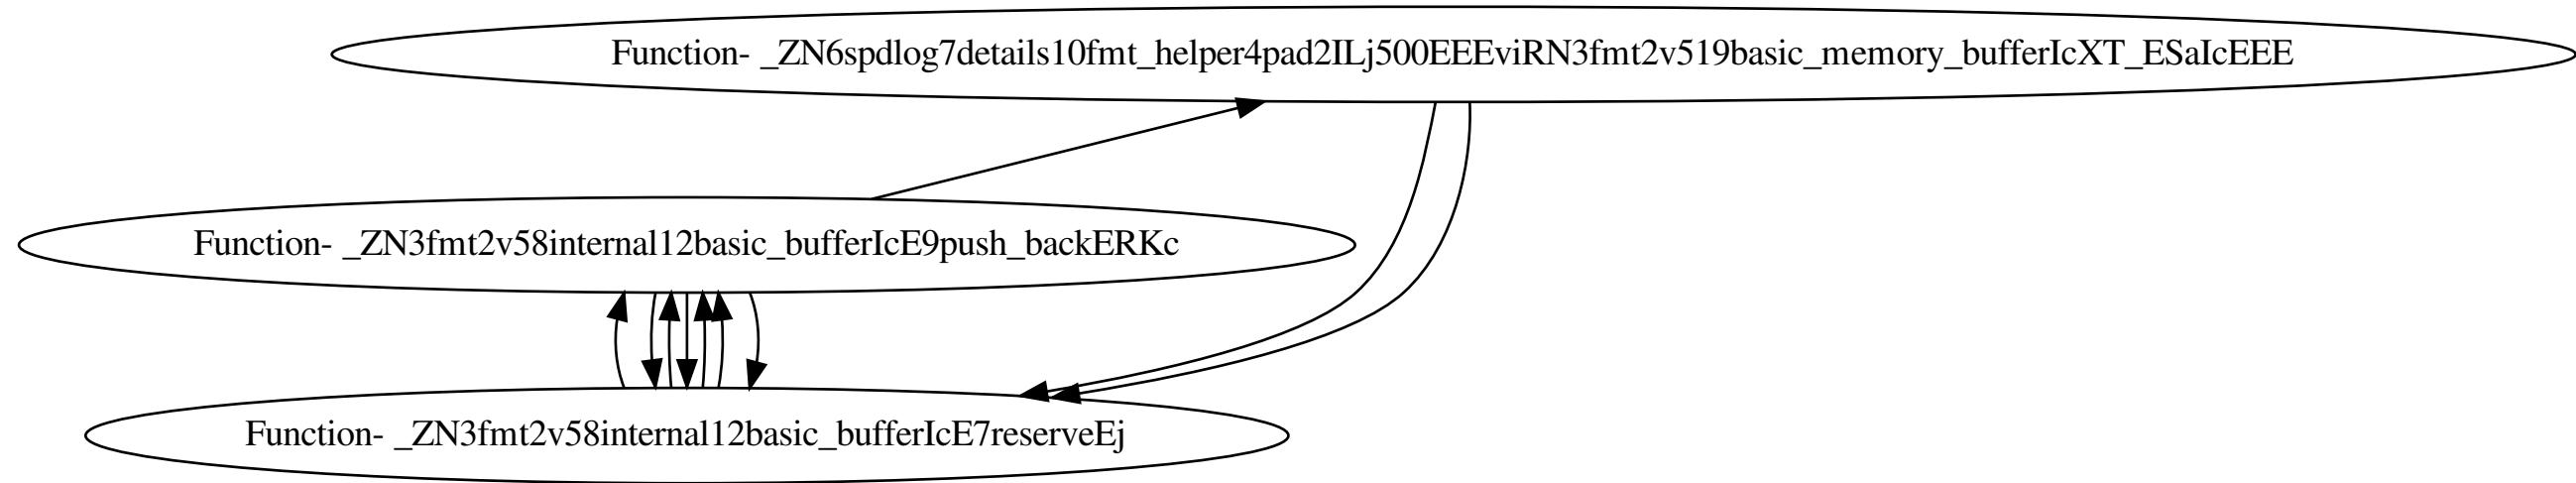 Function- _ZN6spdlog7details10fmt_helper4pad2ILj500EEEviRN3fmt2v519basic_memory_bufferIcXT_ESaIcEEE
Function- _ZN3fmt2v58internal12basic_bufferIcE9push_backERKc
Function- _ZN3fmt2v58internal12basic_bufferIcE7reserveEj